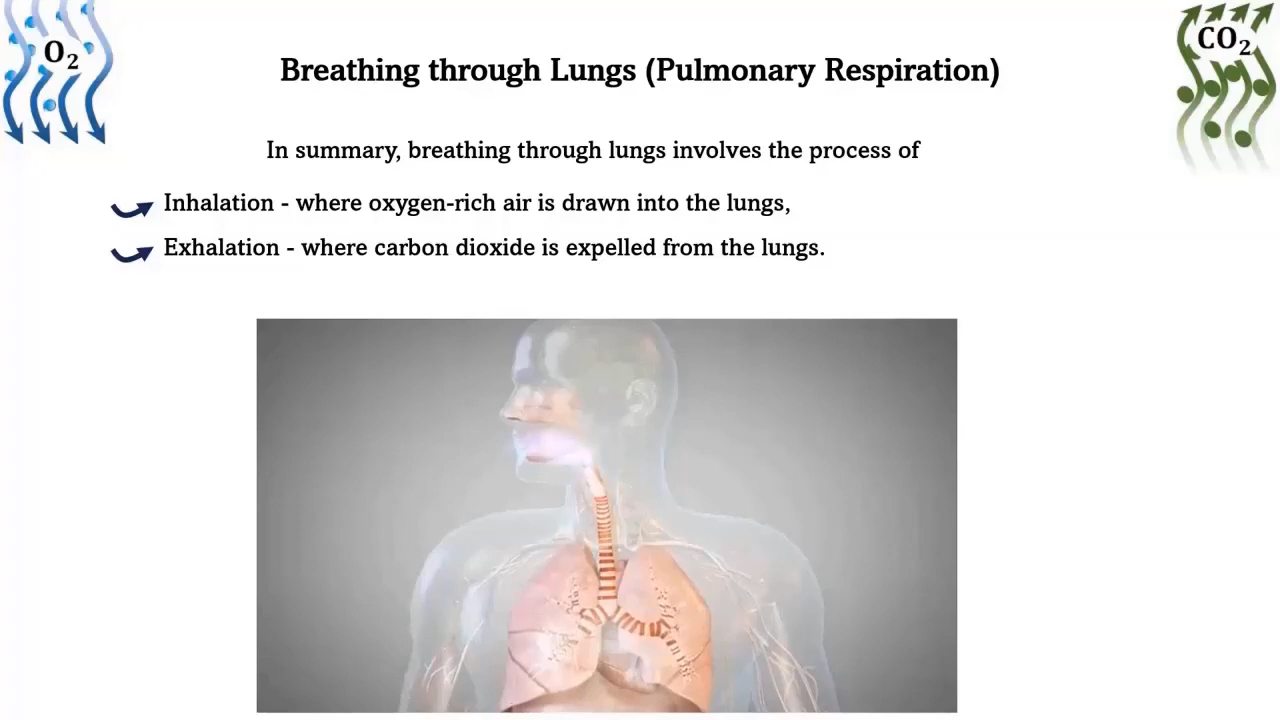 O₂
CO₂
Breathing through Lungs (Pulmonary Respiration)
In summary, breathing through lungs involves the process of
Inhalation - where oxygen-rich air is drawn into the lungs,
Exhalation - where carbon dioxide is expelled from the lungs.